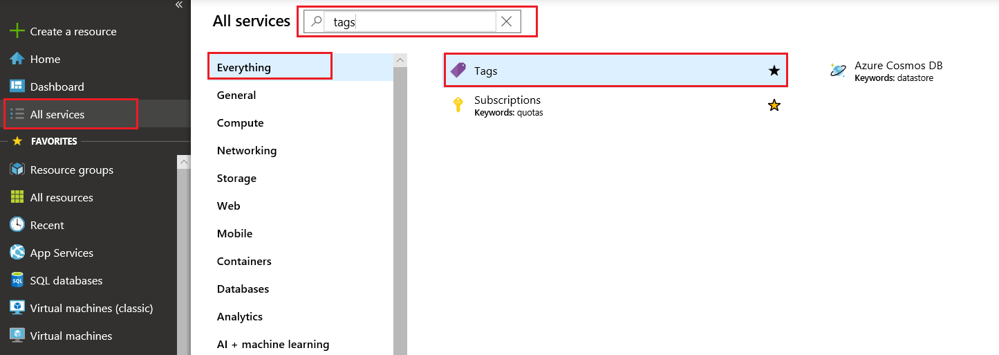 «
Create a resource
Home
Dashboard
All services
FAVORITES
Resource groups
All resources
Recent
App Services
SQL databases
Virtual machines (classic)
Virtual machines
All services
tags
Everything
General
Compute
Networking
Storage
Web
Mobile
Containers
Databases
Analytics
AI + machine learning
Tags
Subscriptions
Keywords: quotas
Azure Cosmos DB
Keywords: datastore
SQL